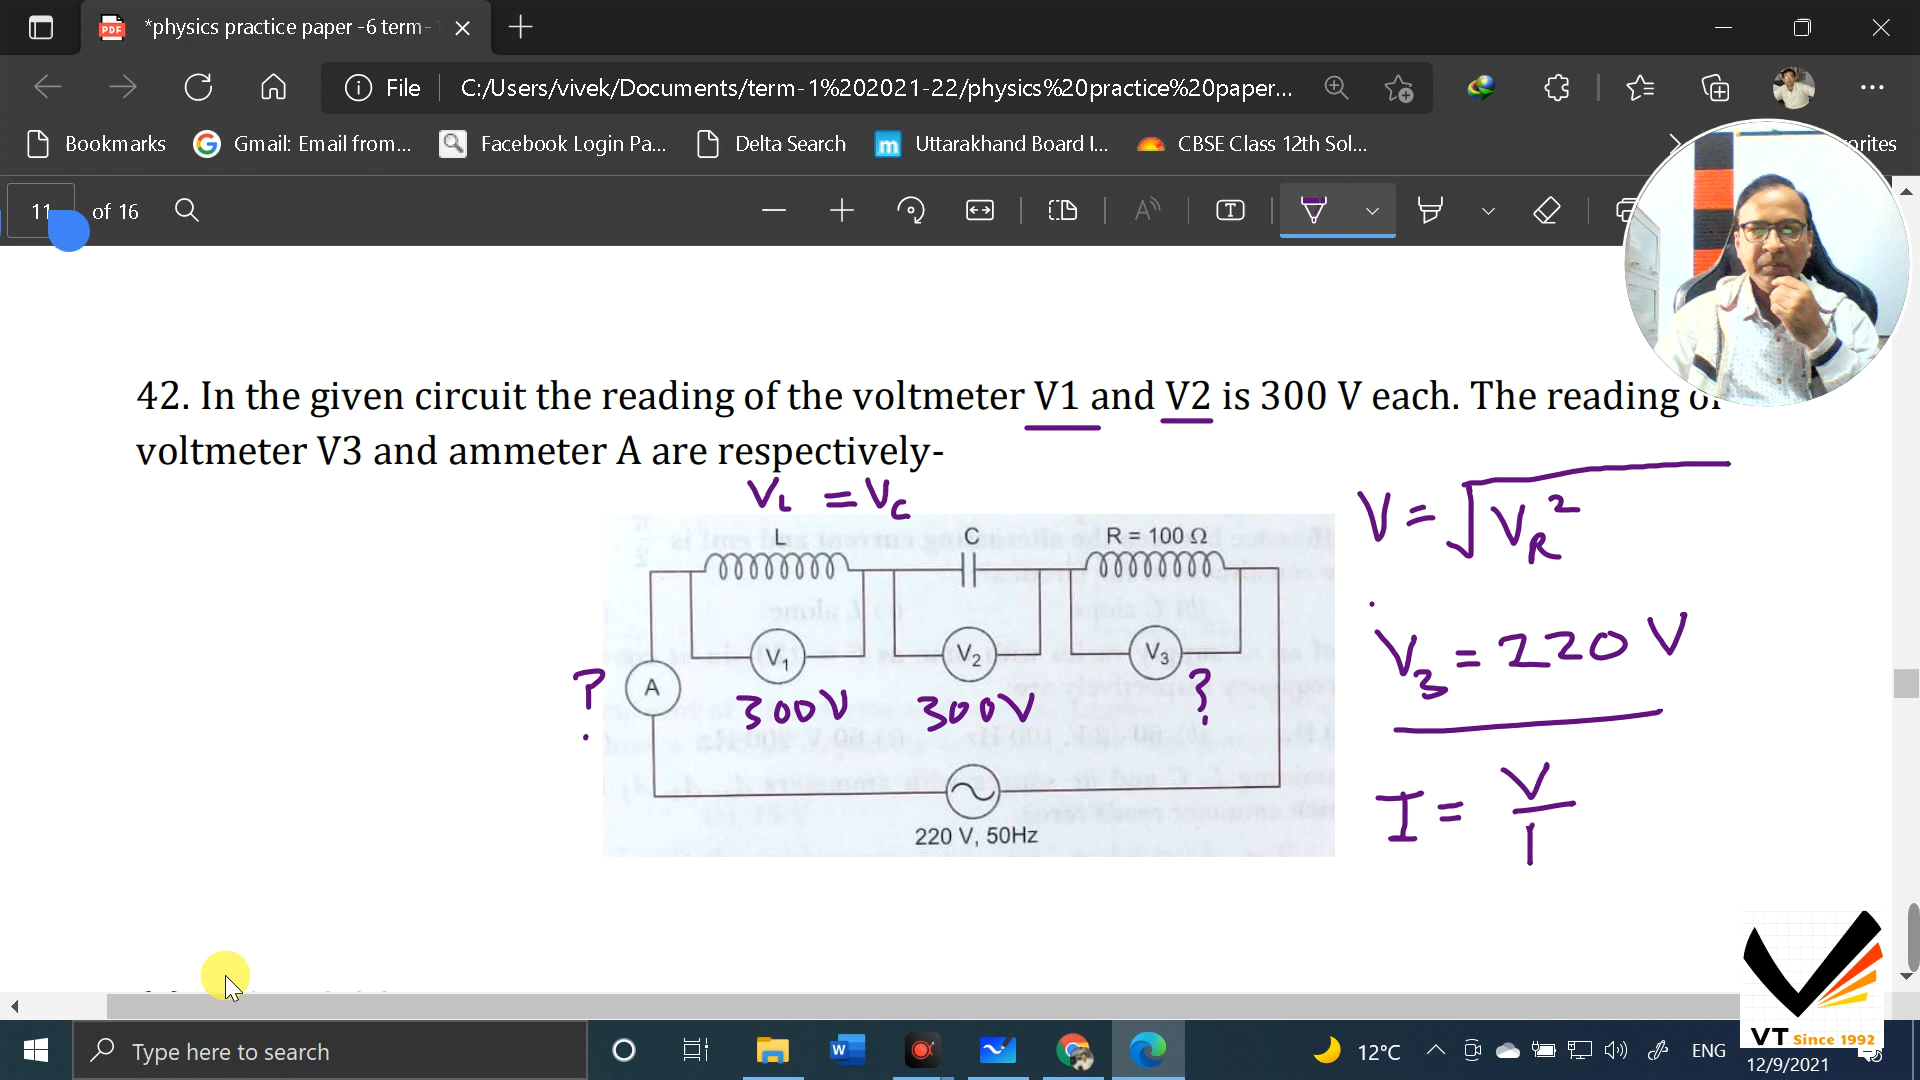 *physics practice paper -6 term-
File
C:/Users/vivek/Documents/term-1%202021-22/physics%20practice%20paper...
Bookmarks
Gmail: Email from...
Facebook Login Pa...
Delta Search
Uttarakhand Board I...
CBSE Class 12th Sol...
orites
11 of 16
42. In the given circuit the reading of the voltmeter V1 and V2 is 300 V each. The reading of
voltmeter V3 and ammeter A are respectively-
V_L = V_C
V = √V_R²
L
C
R = 100 Ω
V₁
V₂
V₃
A
?
300V
300V
?
V₃ = 220 V
220 V, 50Hz
I = V
VT Since 1992
Type here to search
12°C
ENG
12/9/2021